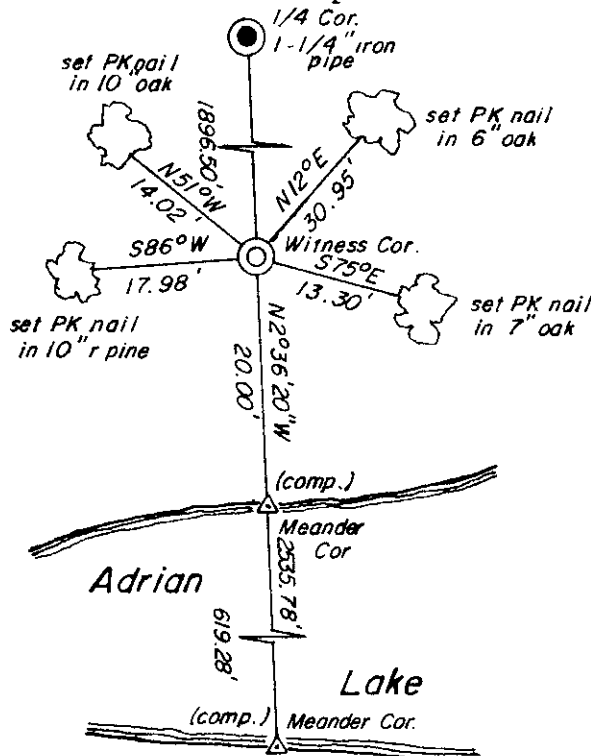 1/4 Cor.
1-1/4" iron
pipe
set PK nail
in 10" oak
set PK nail
in 6" oak
1896.50'
N51°W
14.02'
N12°E
30.95'
S86°W
17.98'
Witness Cor.
S75°E
13.30'
set PK nail
in 10" r pine
set PK nail
in 7" oak
N2°36'20"W
20.00'
(comp.)
Meander
Cor
Adrian
2535.78'
619.28'
Lake
(comp.) Meander Cor.